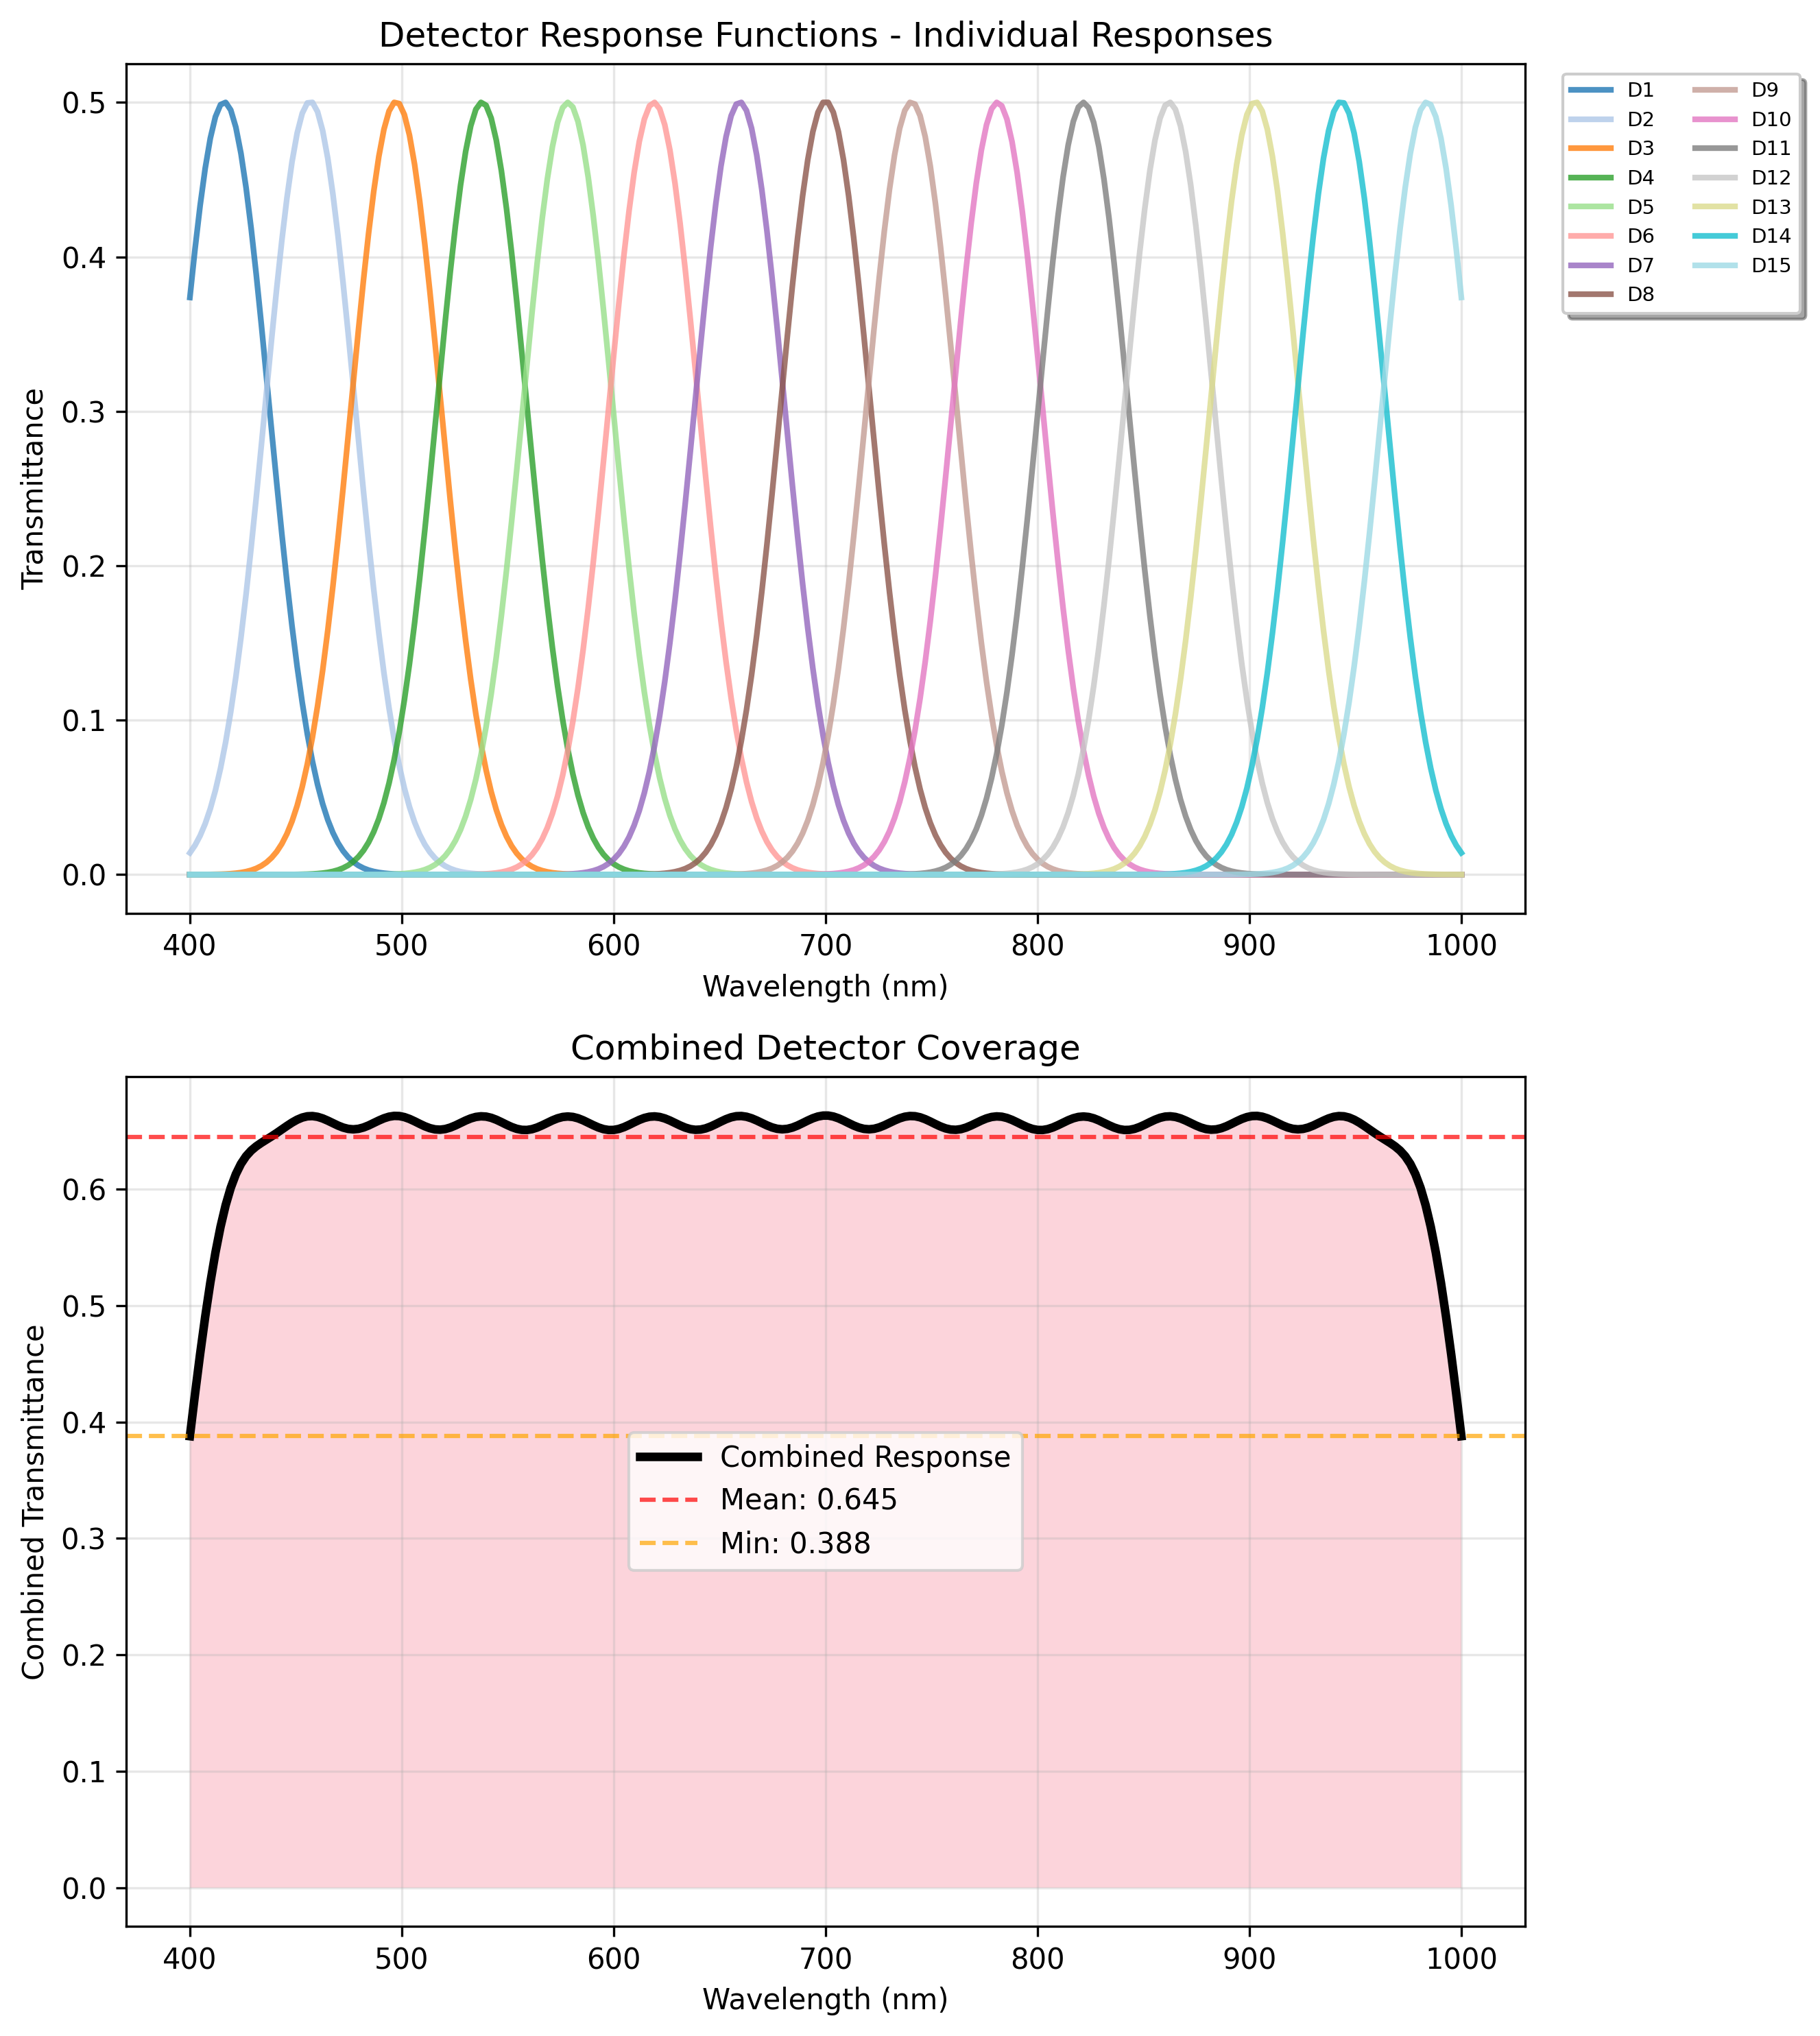 Detector Response Functions - Individual Responses
Transmittance
0.5
0.4
0.3
0.2
0.1
0.0
400 500 600 700 800 900 1000
Wavelength (nm)
D1 D9
D2 D10
D3 D11
D4 D12
D5 D13
D6 D14
D7 D15
D8
Combined Detector Coverage
Combined Transmittance
0.6
0.5
0.4
0.3
0.2
0.1
0.0
Combined Response
Mean: 0.645
Min: 0.388
400 500 600 700 800 900 1000
Wavelength (nm)